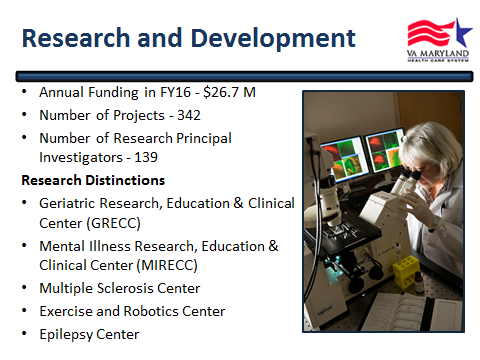 Research and Development
VA MARYLAND
HEALTH CARE SYSTEM
• Annual Funding in FY16 - $26.7 M
• Number of Projects - 342
• Number of Research Principal
Investigators - 139
Research Distinctions
• Geriatric Research, Education & Clinical
Center (GRECC)
• Mental Illness Research, Education &
Clinical Center (MIRECC)
• Multiple Sclerosis Center
• Exercise and Robotics Center
• Epilepsy Center